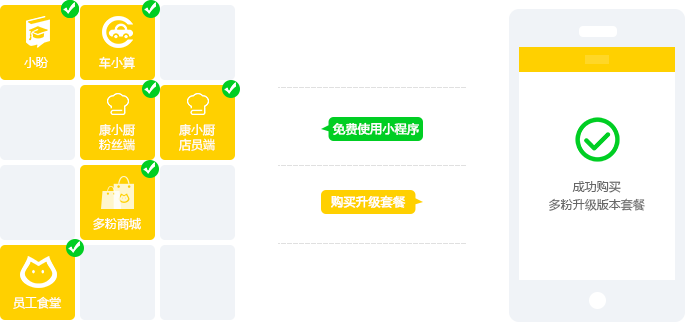 小盼
车小算
康小厨
粉丝端
康小厨
店员端
多粉商城
员工食堂
免费使用小程序
购买升级套餐
成功购买
多粉升级版本套餐